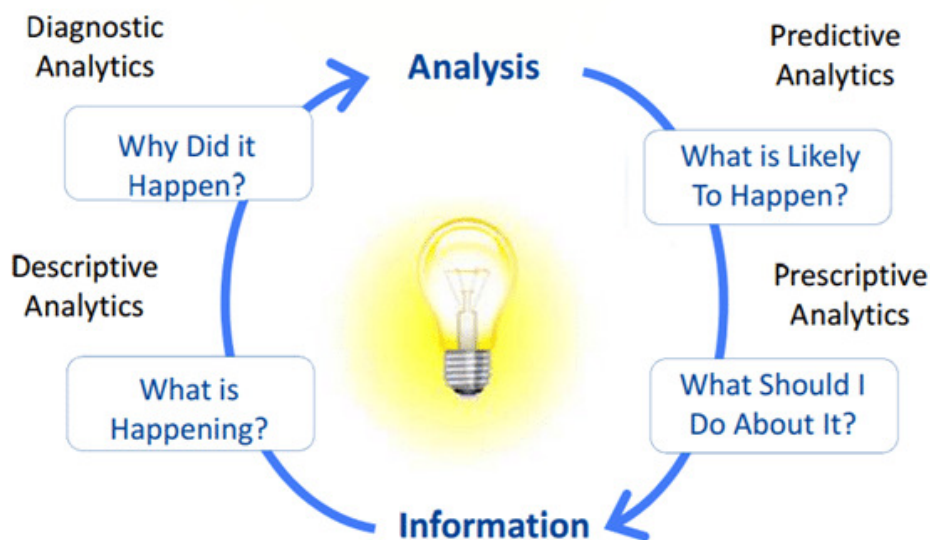 Diagnostic
Analytics
Analysis
Predictive
Analytics
Why Did it
Happen?
What is Likely
To Happen?
Descriptive
Analytics
Prescriptive
Analytics
What is
Happening?
What Should I
Do About It?
Information